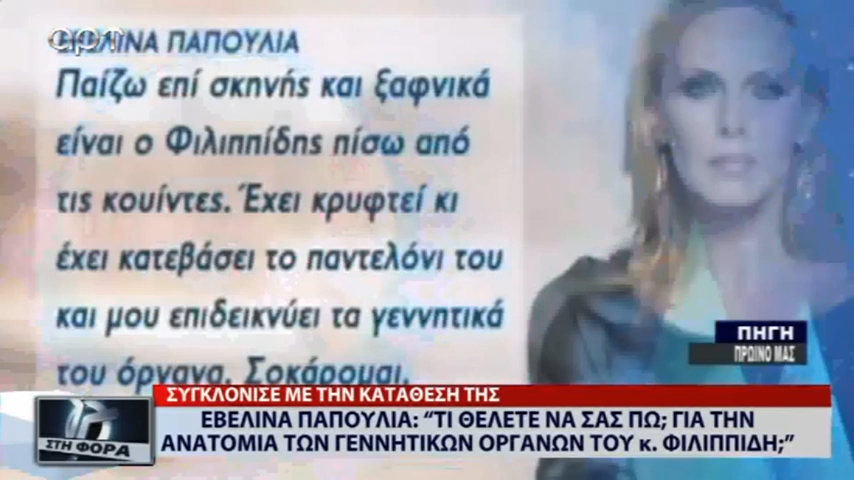 αρτ
ΕΒΕΛΙΝΑ ΠΑΠΟΥΛΙΑ
Παίζω επί σκηνής και ξαφνικά
είναι ο Φιλιππίδης πίσω από
τις κουίντες. Έχει κρυφτεί κι
έχει κατεβάσει το παντελόνι του
και μου επιδεικνύει τα γεννητικά
του όργανα. Σοκάρομαι.
ΠΗΓΗ
ΠΡΩΙΝΟ ΜΑΣ
ΣΥΓΚΛΟΝΙΣΕ ΜΕ ΤΗΝ ΚΑΤΑΘΕΣΗ ΤΗΣ
ΕΒΕΛΙΝΑ ΠΑΠΟΥΛΙΑ: “ΤΙ ΘΕΛΕΤΕ ΝΑ ΣΑΣ ΠΩ; ΓΙΑ ΤΗΝ
ΑΝΑΤΟΜΙΑ ΤΩΝ ΓΕΝΝΗΤΙΚΩΝ ΟΡΓΑΝΩΝ ΤΟΥ κ. ΦΙΛΙΠΠΙΔΗ;”
ΣΤΗ ΦΟΡΑ